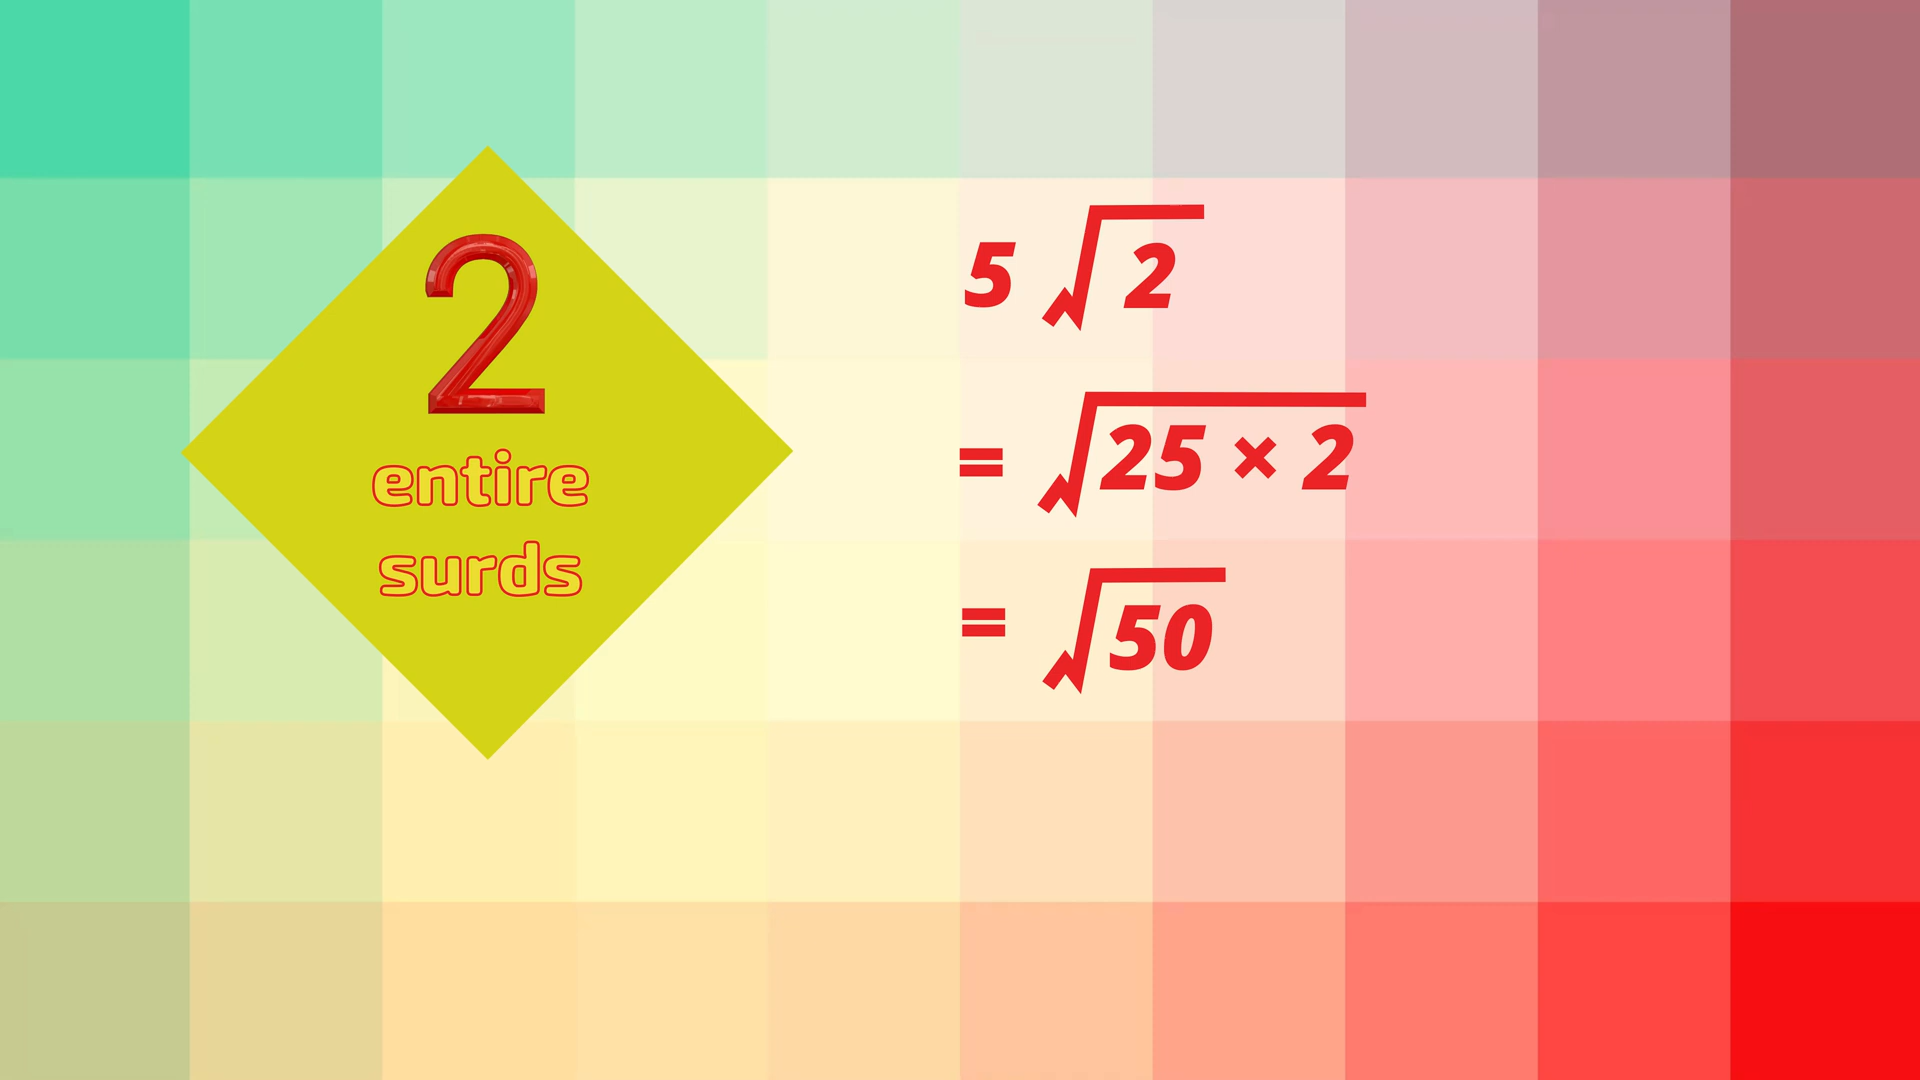 2
entire
surds
5 √2
= √25 × 2
= √50